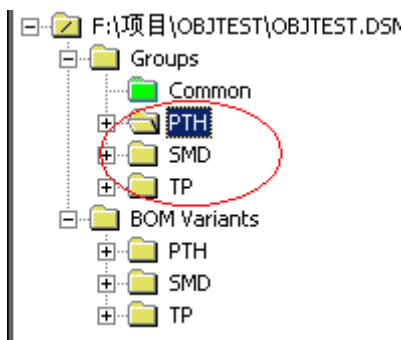 F:\项目\OBJTEST\OBJTEST.DSN
Groups
Common
PTH
SMD
TP
BOM Variants
PTH
SMD
TP